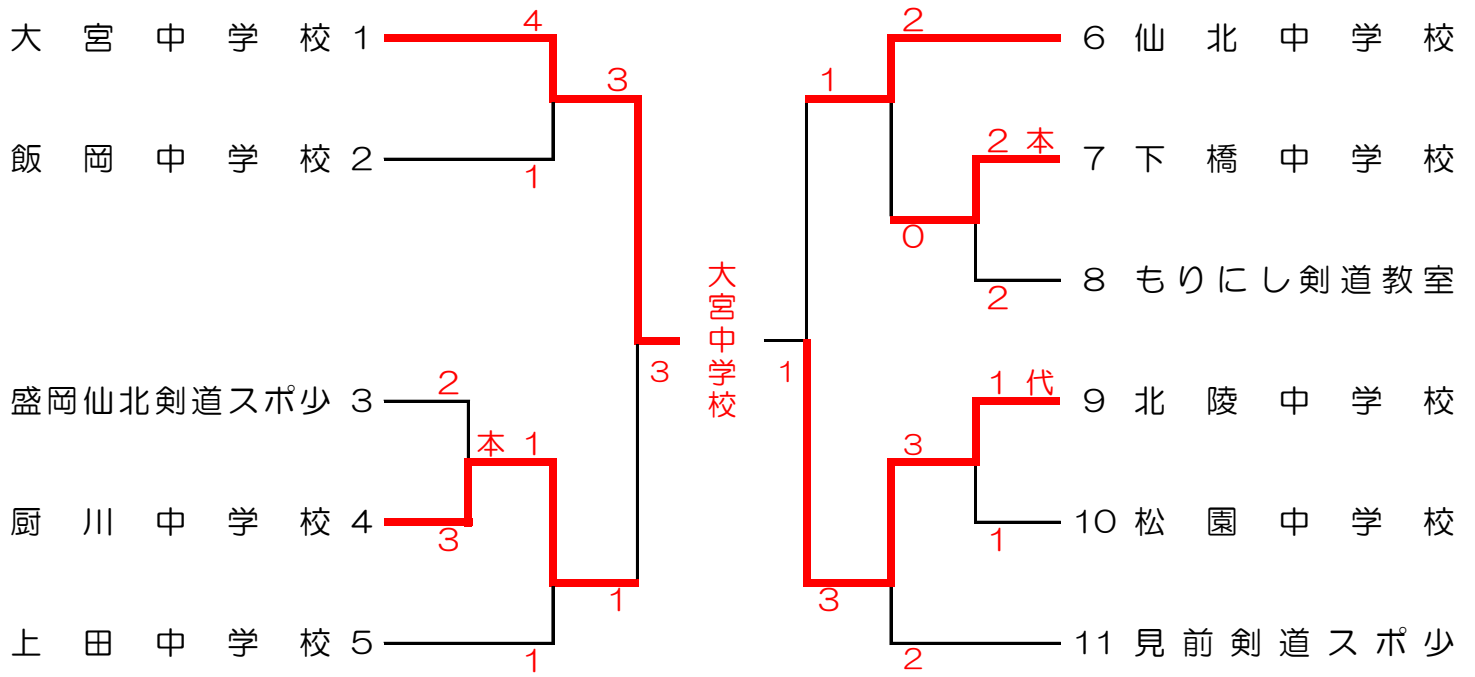 4
2
大宮中学校 1
6 仙北中学校
3
1
2本
飯岡中学校 2
7 下橋中学校
1
0
大宮中学校
8 もりにし剣道教室
2
3
1
2
1代
盛岡仙北剣道スポ少 3
9 北陵中学校
本1
3
厨川中学校 4
10 松園中学校
3
1
1
3
上田中学校 5
11 見前剣道スポ少
1
2